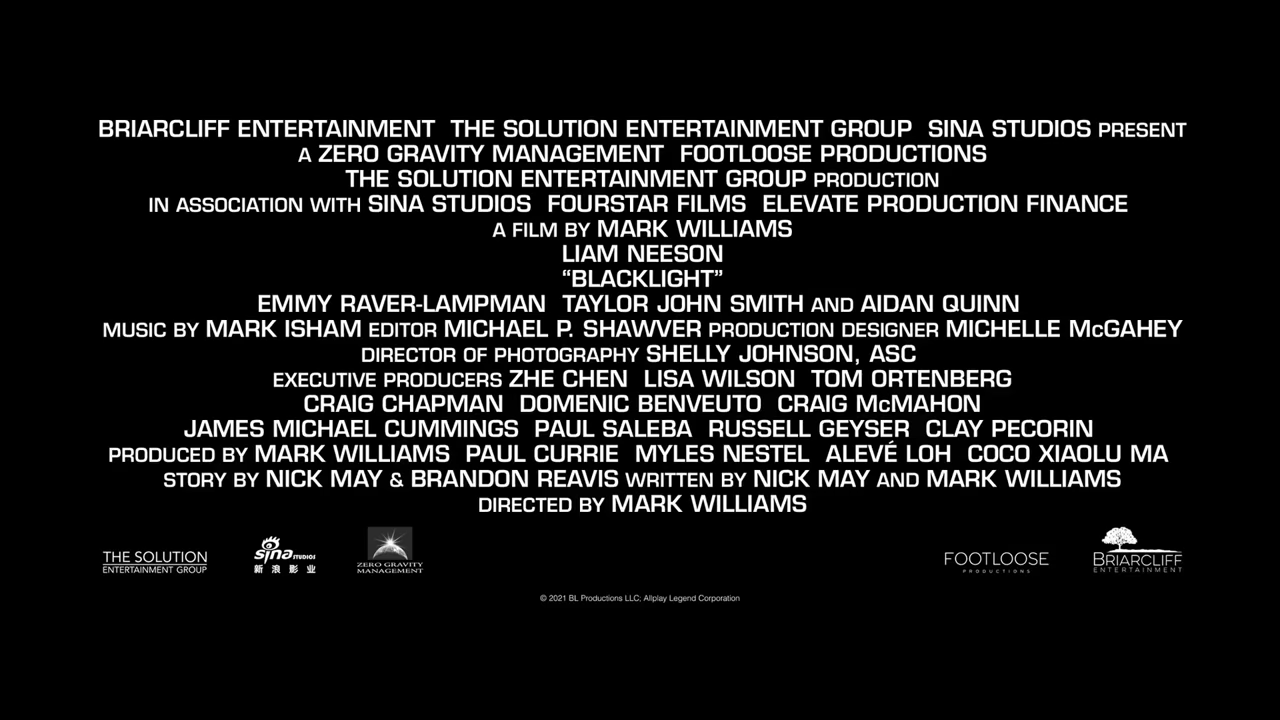 BRIARCLIFF ENTERTAINMENT THE SOLUTION ENTERTAINMENT GROUP SINA STUDIOS PRESENT
A ZERO GRAVITY MANAGEMENT FOOTLOOSE PRODUCTIONS
THE SOLUTION ENTERTAINMENT GROUP PRODUCTION
IN ASSOCIATION WITH SINA STUDIOS FOURSTAR FILMS ELEVATE PRODUCTION FINANCE
A FILM BY MARK WILLIAMS
LIAM NEESON
“BLACKLIGHT”
EMMY RAVER-LAMPMAN TAYLOR JOHN SMITH AND AIDAN QUINN
MUSIC BY MARK ISHAM EDITOR MICHAEL P. SHAWVER PRODUCTION DESIGNER MICHELLE McGAHEY
DIRECTOR OF PHOTOGRAPHY SHELLY JOHNSON, ASC
EXECUTIVE PRODUCERS ZHE CHEN LISA WILSON TOM ORTENBERG
CRAIG CHAPMAN DOMENIC BENVEUTO CRAIG McMAHON
JAMES MICHAEL CUMMINGS PAUL SALEBA RUSSELL GEYSER CLAY PECORIN
PRODUCED BY MARK WILLIAMS PAUL CURRIE MYLES NESTEL ALEVÉ LOH COCO XIAOLU MA
STORY BY NICK MAY & BRANDON REAVIS WRITTEN BY NICK MAY AND MARK WILLIAMS
DIRECTED BY MARK WILLIAMS
THE SOLUTION
ENTERTAINMENT GROUP
sina STUDIOS
新浪影业
ZERO GRAVITY
MANAGEMENT
FOOTLOOSE
PRODUCTIONS
BRIARCLIFF
ENTERTAINMENT
© 2021 BL Productions LLC; Allplay Legend Corporation